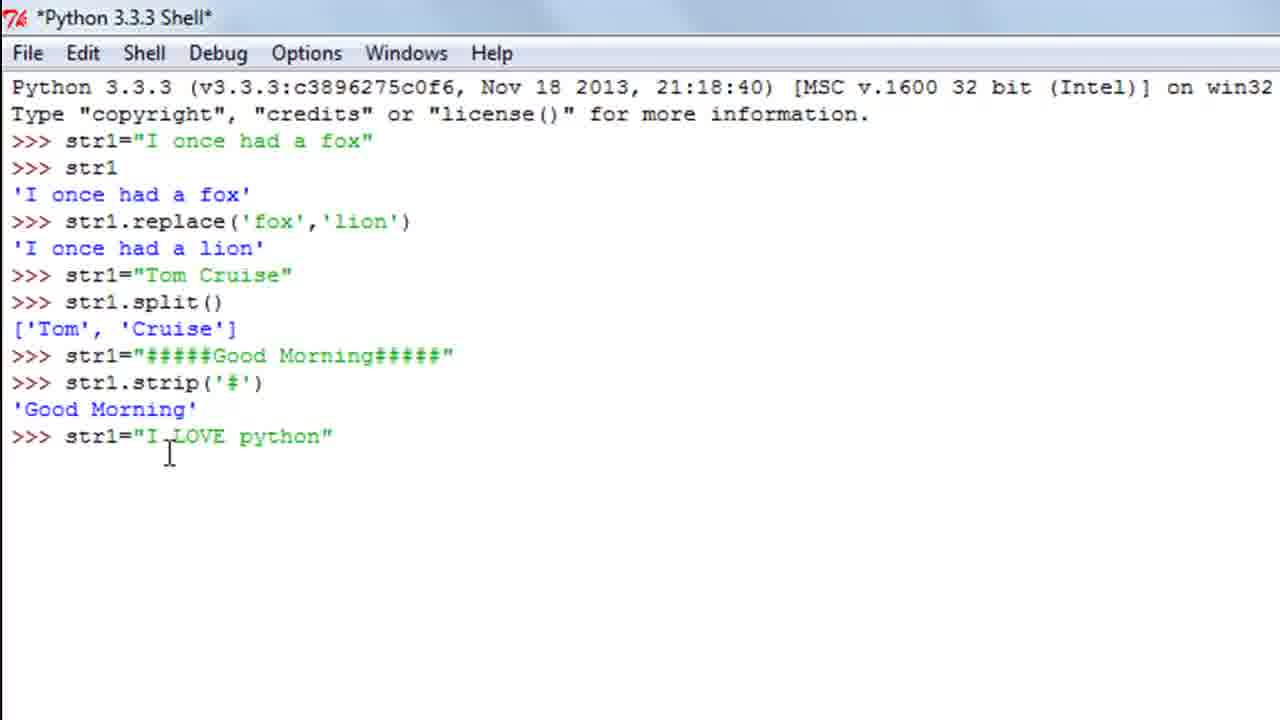 *Python 3.3.3 Shell*
File Edit Shell Debug Options Windows Help
Python 3.3.3 (v3.3.3:c3896275c0f6, Nov 18 2013, 21:18:40) [MSC v.1600 32 bit (Intel)] on win32
Type "copyright", "credits" or "license()" for more information.
>>> str1="I once had a fox"
>>> str1
'I once had a fox'
>>> str1.replace('fox','lion')
'I once had a lion'
>>> str1="Tom Cruise"
>>> str1.split()
['Tom', 'Cruise']
>>> str1="#####Good Morning#####"
>>> str1.strip('#')
'Good Morning'
>>> str1="I LOVE python"